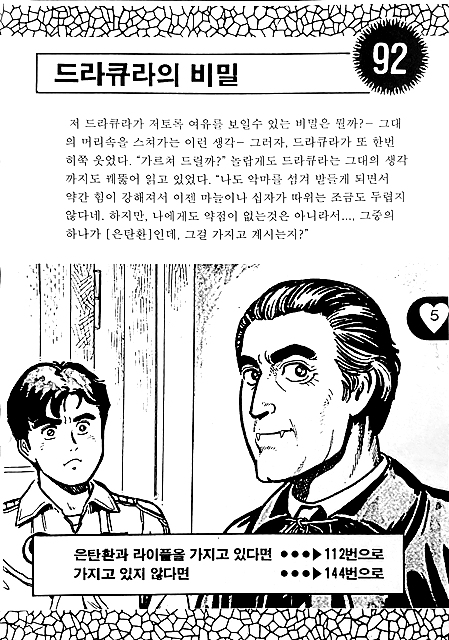 92
드라큐라의 비밀
저 드라큐라가 저토록 여유를 보일수 있는 비밀은 뭘까?— 그대
의 머리속을 스쳐가는 이런 생각— 그러자, 드라큐라가 또 한번
히쭉 웃었다. “가르쳐 드릴까?” 놀랍게도 드라큐라는 그대의 생각
까지도 꿰뚫어 읽고 있었다. “나도 악마를 섬겨 받들게 되면서
약간 힘이 강해져서 이젠 마늘이나 십자가 따위는 조금도 두렵지
않다네. 하지만, 나에게도 약점이 없는것은 아니라서…, 그중의
하나가 [은탄환]인데, 그걸 가지고 계시는지?”
5
은탄환과 라이플을 가지고 있다면 ●●●▶112번으로
가지고 있지 않다면 ●●●▶144번으로